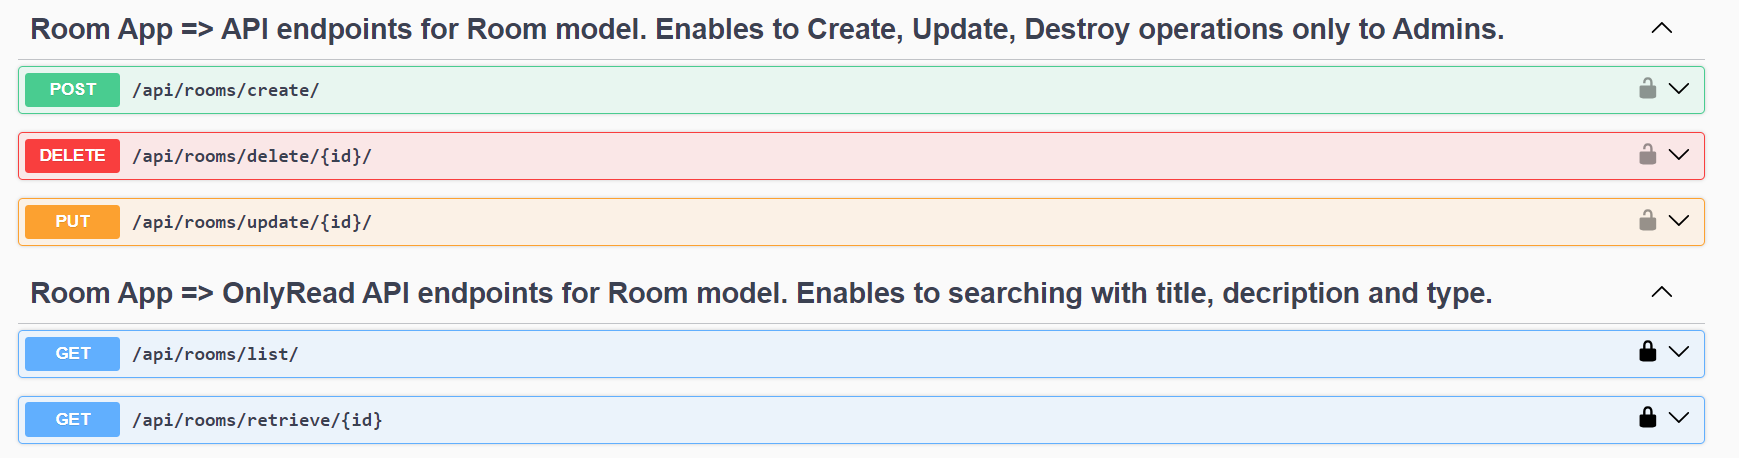 Room App => API endpoints for Room model. Enables to Create, Update, Destroy operations only to Admins.
POST /api/rooms/create/
DELETE /api/rooms/delete/{id}/
PUT /api/rooms/update/{id}/
Room App => OnlyRead API endpoints for Room model. Enables to searching with title, decription and type.
GET /api/rooms/list/
GET /api/rooms/retrieve/{id}